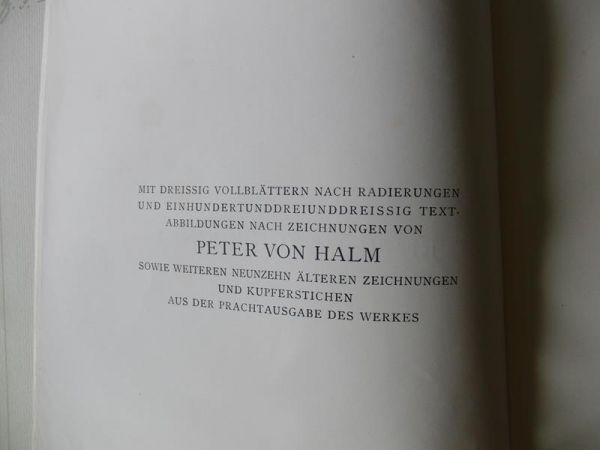 MIT DREISSIG VOLLBLÄTTERN NACH RADIERUNGEN
UND EINHUNDERTUNDDREIUNDDREISSIG TEXT-
ABBILDUNGEN NACH ZEICHNUNGEN VON
PETER VON HALM
SOWIE WEITEREN NEUNZEHN ÄLTEREN ZEICHNUNGEN
UND KUPFERSTICHEN
AUS DER PRACHTAUSGABE DES WERKES